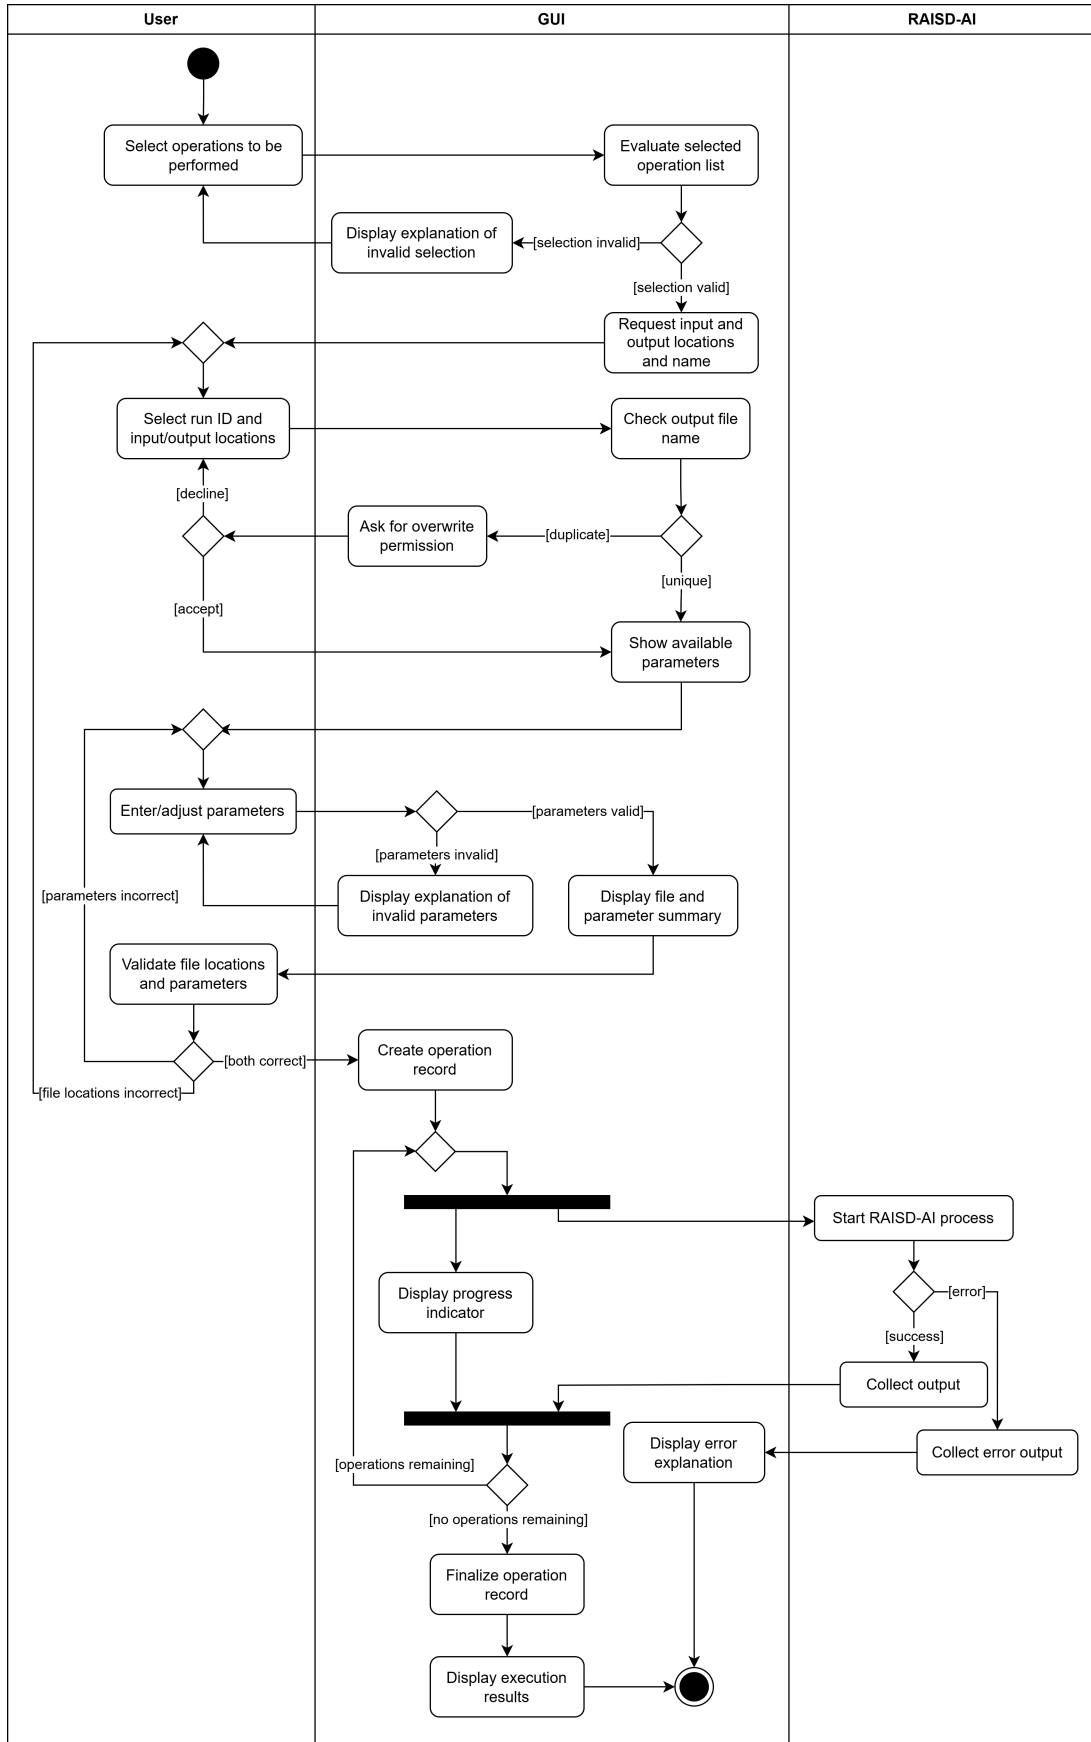 User
GUI
RAISD-AI
Select operations to be
performed
Evaluate selected
operation list
Display explanation of
invalid selection
[selection invalid]
[selection valid]
Request input and
output locations
and name
Select run ID and
input/output locations
Check output file
name
[decline]
Ask for overwrite
permission
[duplicate]
[unique]
[accept]
Show available
parameters
Enter/adjust parameters
[parameters valid]
[parameters invalid]
[parameters incorrect]
Display explanation of
invalid parameters
Display file and
parameter summary
Validate file locations
and parameters
[both correct]
Create operation
record
[file locations incorrect]
Start RAISD-AI process
Display progress
indicator
[error]
[success]
Collect output
Display error
explanation
Collect error output
[operations remaining]
[no operations remaining]
Finalize operation
record
Display execution
results